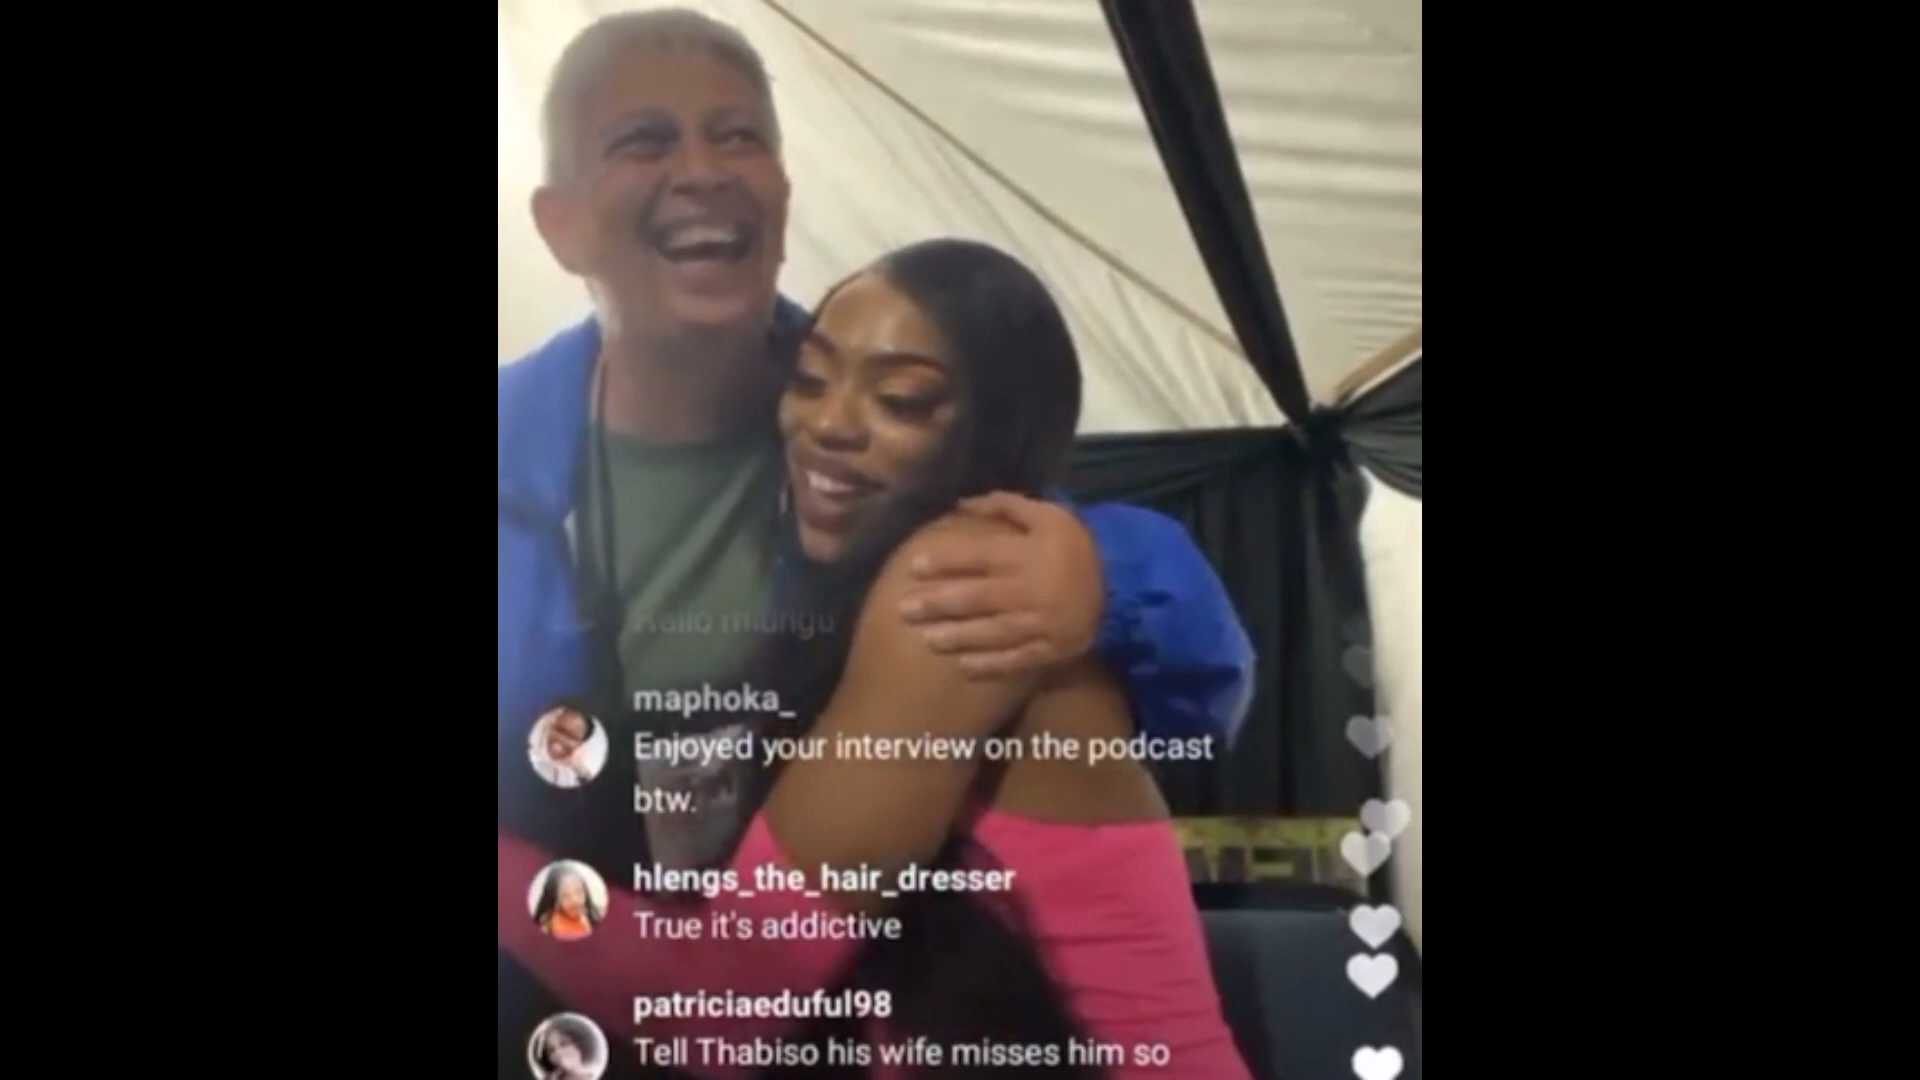 maphoka_
Enjoyed your interview on the podcast
btw.
hlengs_the_hair_dresser
True it's addictive
patriciaeduful98
Tell Thabiso his wife misses him so